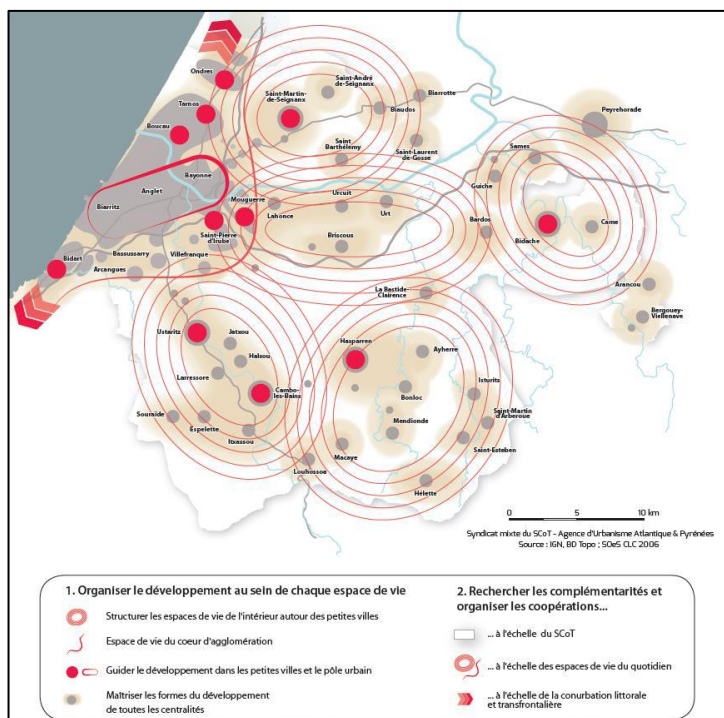 Ondres
Tarnos
Boucau
Saint-Martin-
de-Seignanx
Saint-André
de-Seignanx
Biarrotte
Biaudos
Saint
Barthélemy
Saint-Laurent-
de-Gosse
Peyrehorade
Sames
Guiche
Bayonne
Anglet
Biarritz
Mouguerre
Lahonce
Urcuit
Urt
Briscous
Bardos
Bidache
Came
Saint-Pierre
d'Irube
Bidart
Bassussarry
Arcangues
Villefranque
La Bastide-
Clairence
Arancou
Bergouey-
Viellenave
Ustaritz
Jatxou
Halsou
Larressore
Cambo-
les-Bains
Souraïde
Espelette
Itxassou
Louhossoa
Hasparren
Ayherre
Bonloc
Isturits
Saint-Martin
d'Arberoue
Mendionde
Saint-Esteben
Macaye
Hélette
0 5 10 km
Syndicat mixte du SCoT - Agence d'Urbanisme Atlantique & Pyrénées
Source : IGN, BD Topo ; SOeS CLC 2006
1. Organiser le développement au sein de chaque espace de vie
Structurer les espaces de vie de l'intérieur autour des petites villes
Espace de vie du coeur d'agglomération
Guider le développement dans les petites villes et le pôle urbain
Maîtriser les formes du développement
de toutes les centralités
2. Rechercher les complémentarités et
organiser les coopérations...
... à l'échelle du SCoT
... à l'échelle des espaces de vie du quotidien
... à l'échelle de la conurbation littorale
et transfrontalière